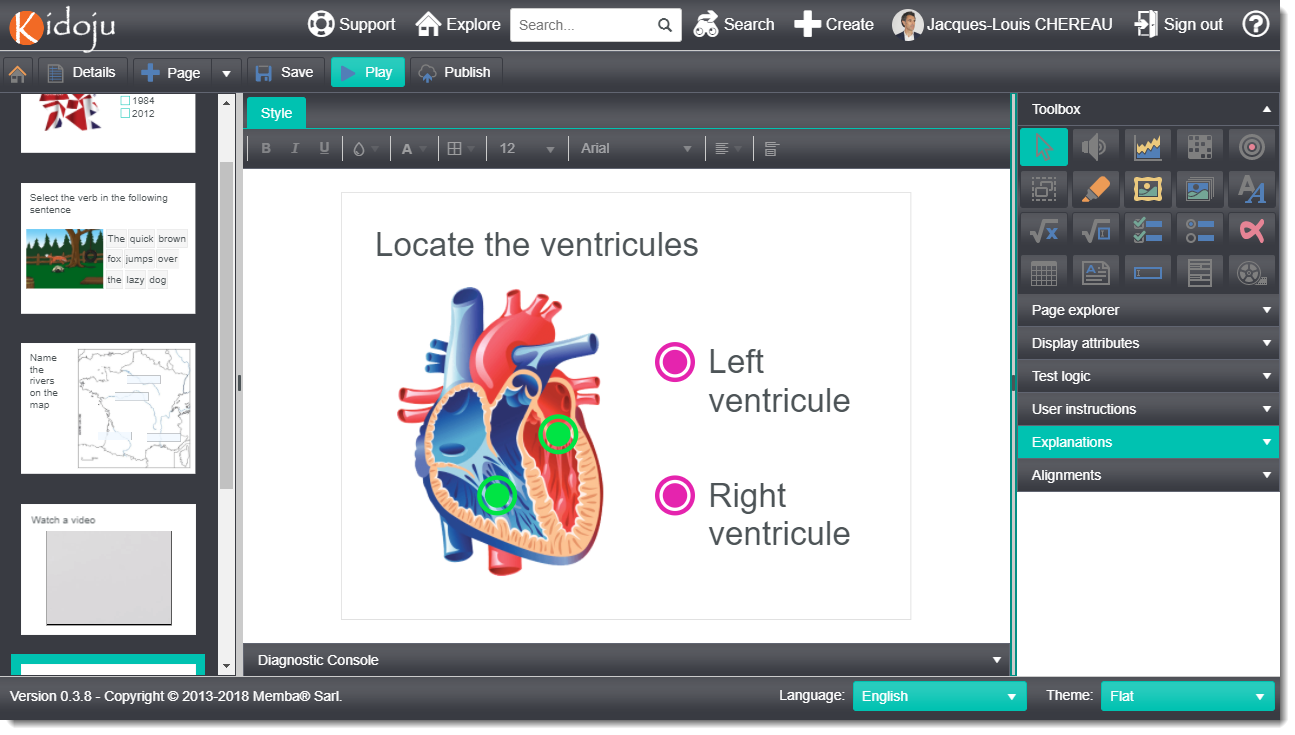 Kidoju
Support
Explore
Search...
Search
Create
Jacques-Louis CHEREAU
Sign out
Details
Page
Save
Play
Publish
1984
2012
Select the verb in the following
sentence
The quick brown
fox jumps over
the lazy dog
Name
the
rivers
on the
map
Watch a video
Style
B I U
A
12
Arial
Locate the ventricules
Left
ventricule
Right
ventricule
Diagnostic Console
Toolbox
Page explorer
Display attributes
Test logic
User instructions
Explanations
Alignments
Version 0.3.8 - Copyright © 2013-2018 Memba® Sarl.
Language:
English
Theme:
Flat